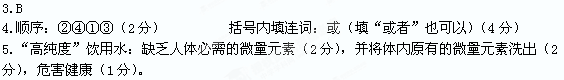 3.B
4.顺序：②④①③（2分） 括号内填连词：或（填“或者”也可以）（4分）
5.“高纯度”饮用水：缺乏人体必需的微量元素（2分），并将体内原有的微量元素洗出（2
分），危害健康（1分）。